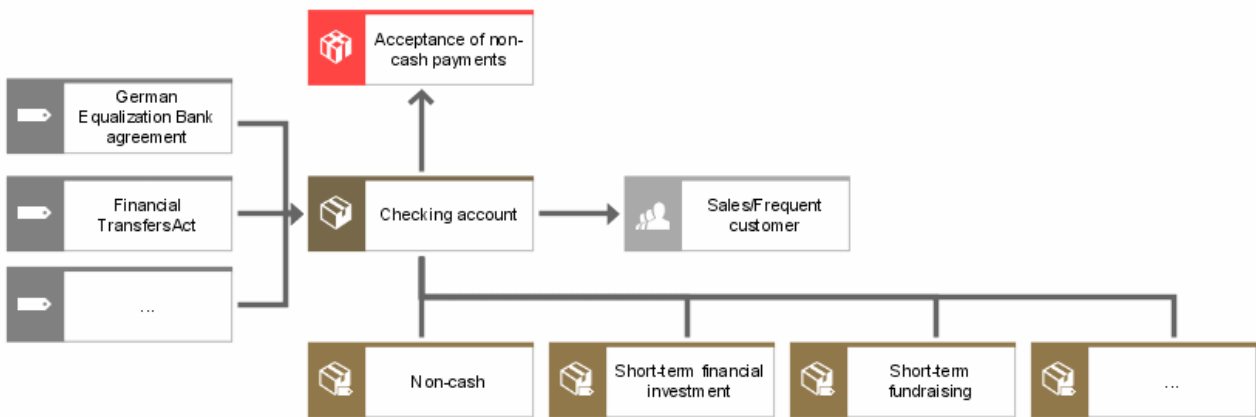 Acceptance of non-
cash payments
German
Equalization Bank
agreement
Financial
TransfersAct
Checking account
Sales/Frequent
customer
...
Non-cash
Short-term financial
investment
Short-term
fundraising
...